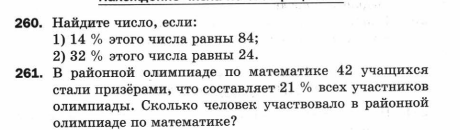 260. Найдите число, если:
1) 14 % этого числа равны 84;
2) 32 % этого числа равны 24.
261. В районной олимпиаде по математике 42 учащихся
стали призёрами, что составляет 21 % всех участников
олимпиады. Сколько человек участвовало в районной
олимпиаде по математике?